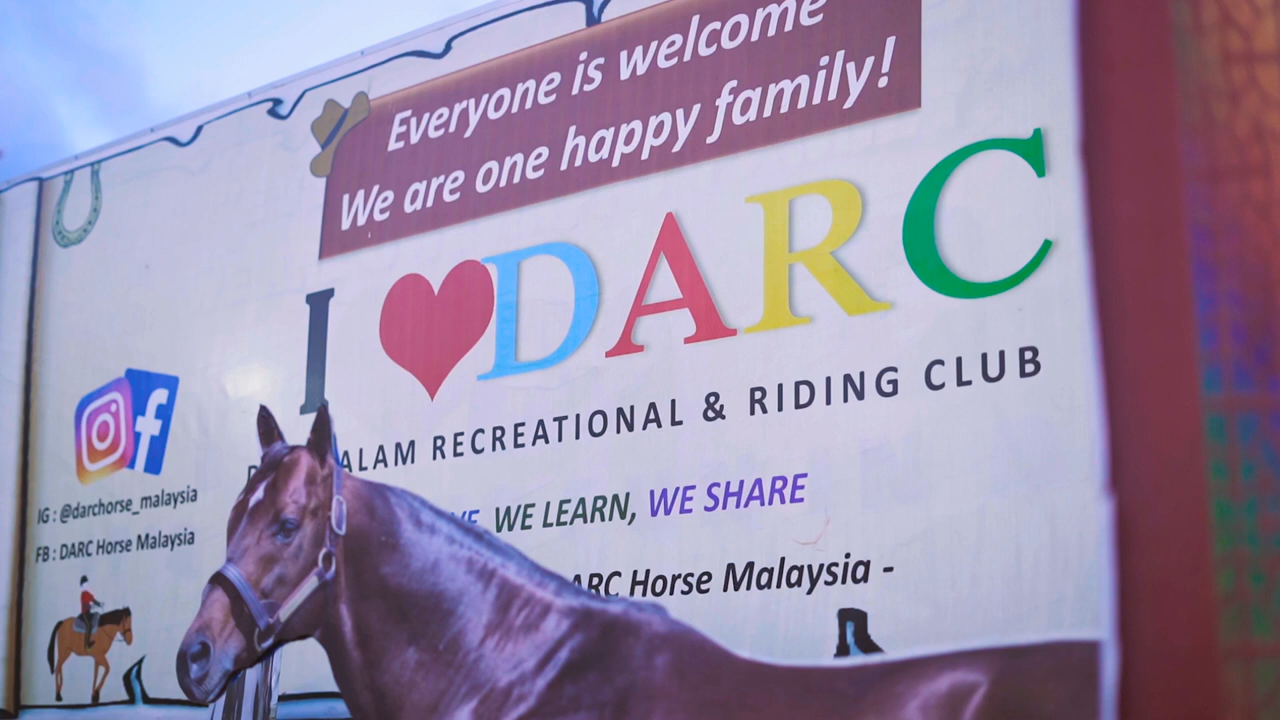 Everyone is welcome
We are one happy family!
I ❤ DARC
ALAM RECREATIONAL & RIDING CLUB
WE LEARN, WE SHARE
ARC Horse Malaysia -
IG : @darchorse_malaysia
FB : DARC Horse Malaysia